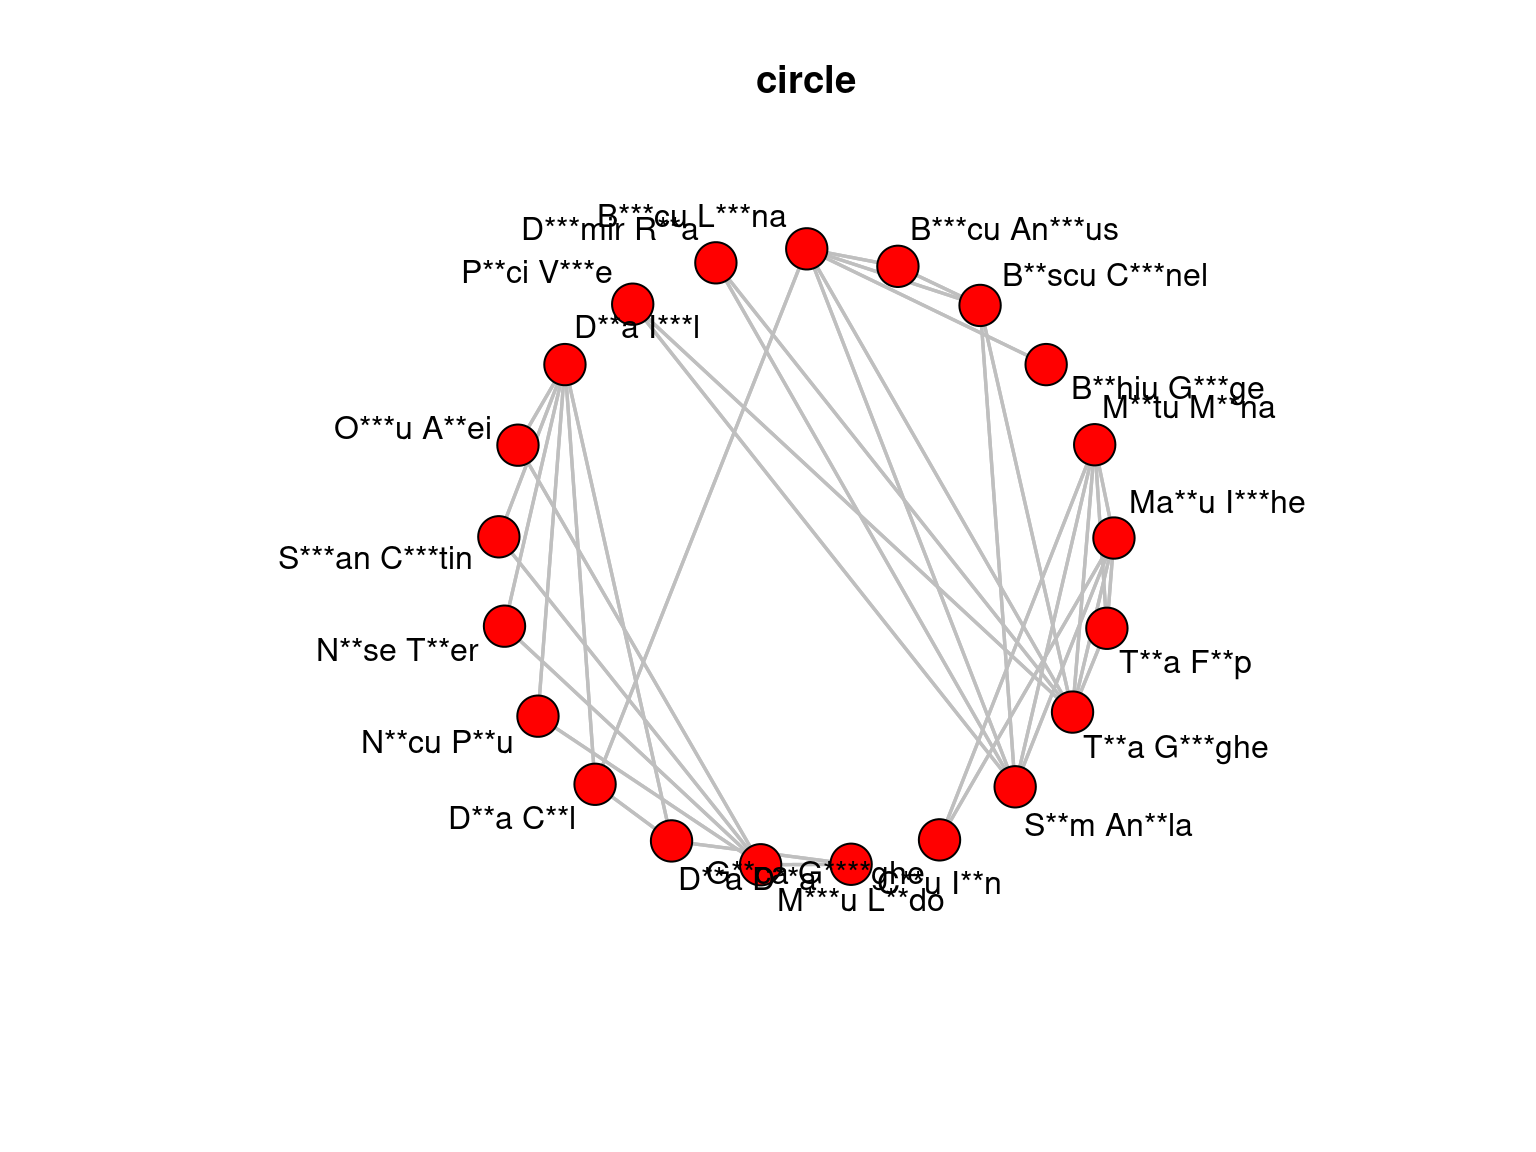 circle
B***cu L***na
D***mir R**a
B***cu An***us
P**ci V***e
B**scu C***nel
D**a I***l
B**hiu G***ge
M**tu M**na
O***u A**ei
Ma**u I***he
S***an C***tin
N**se T**er
T**a F**p
N**cu P**u
T**a G***ghe
D**a C**l
S**m An**la
G**pa G****ghe
D**a D**a
C**u I**n
M***u L**do